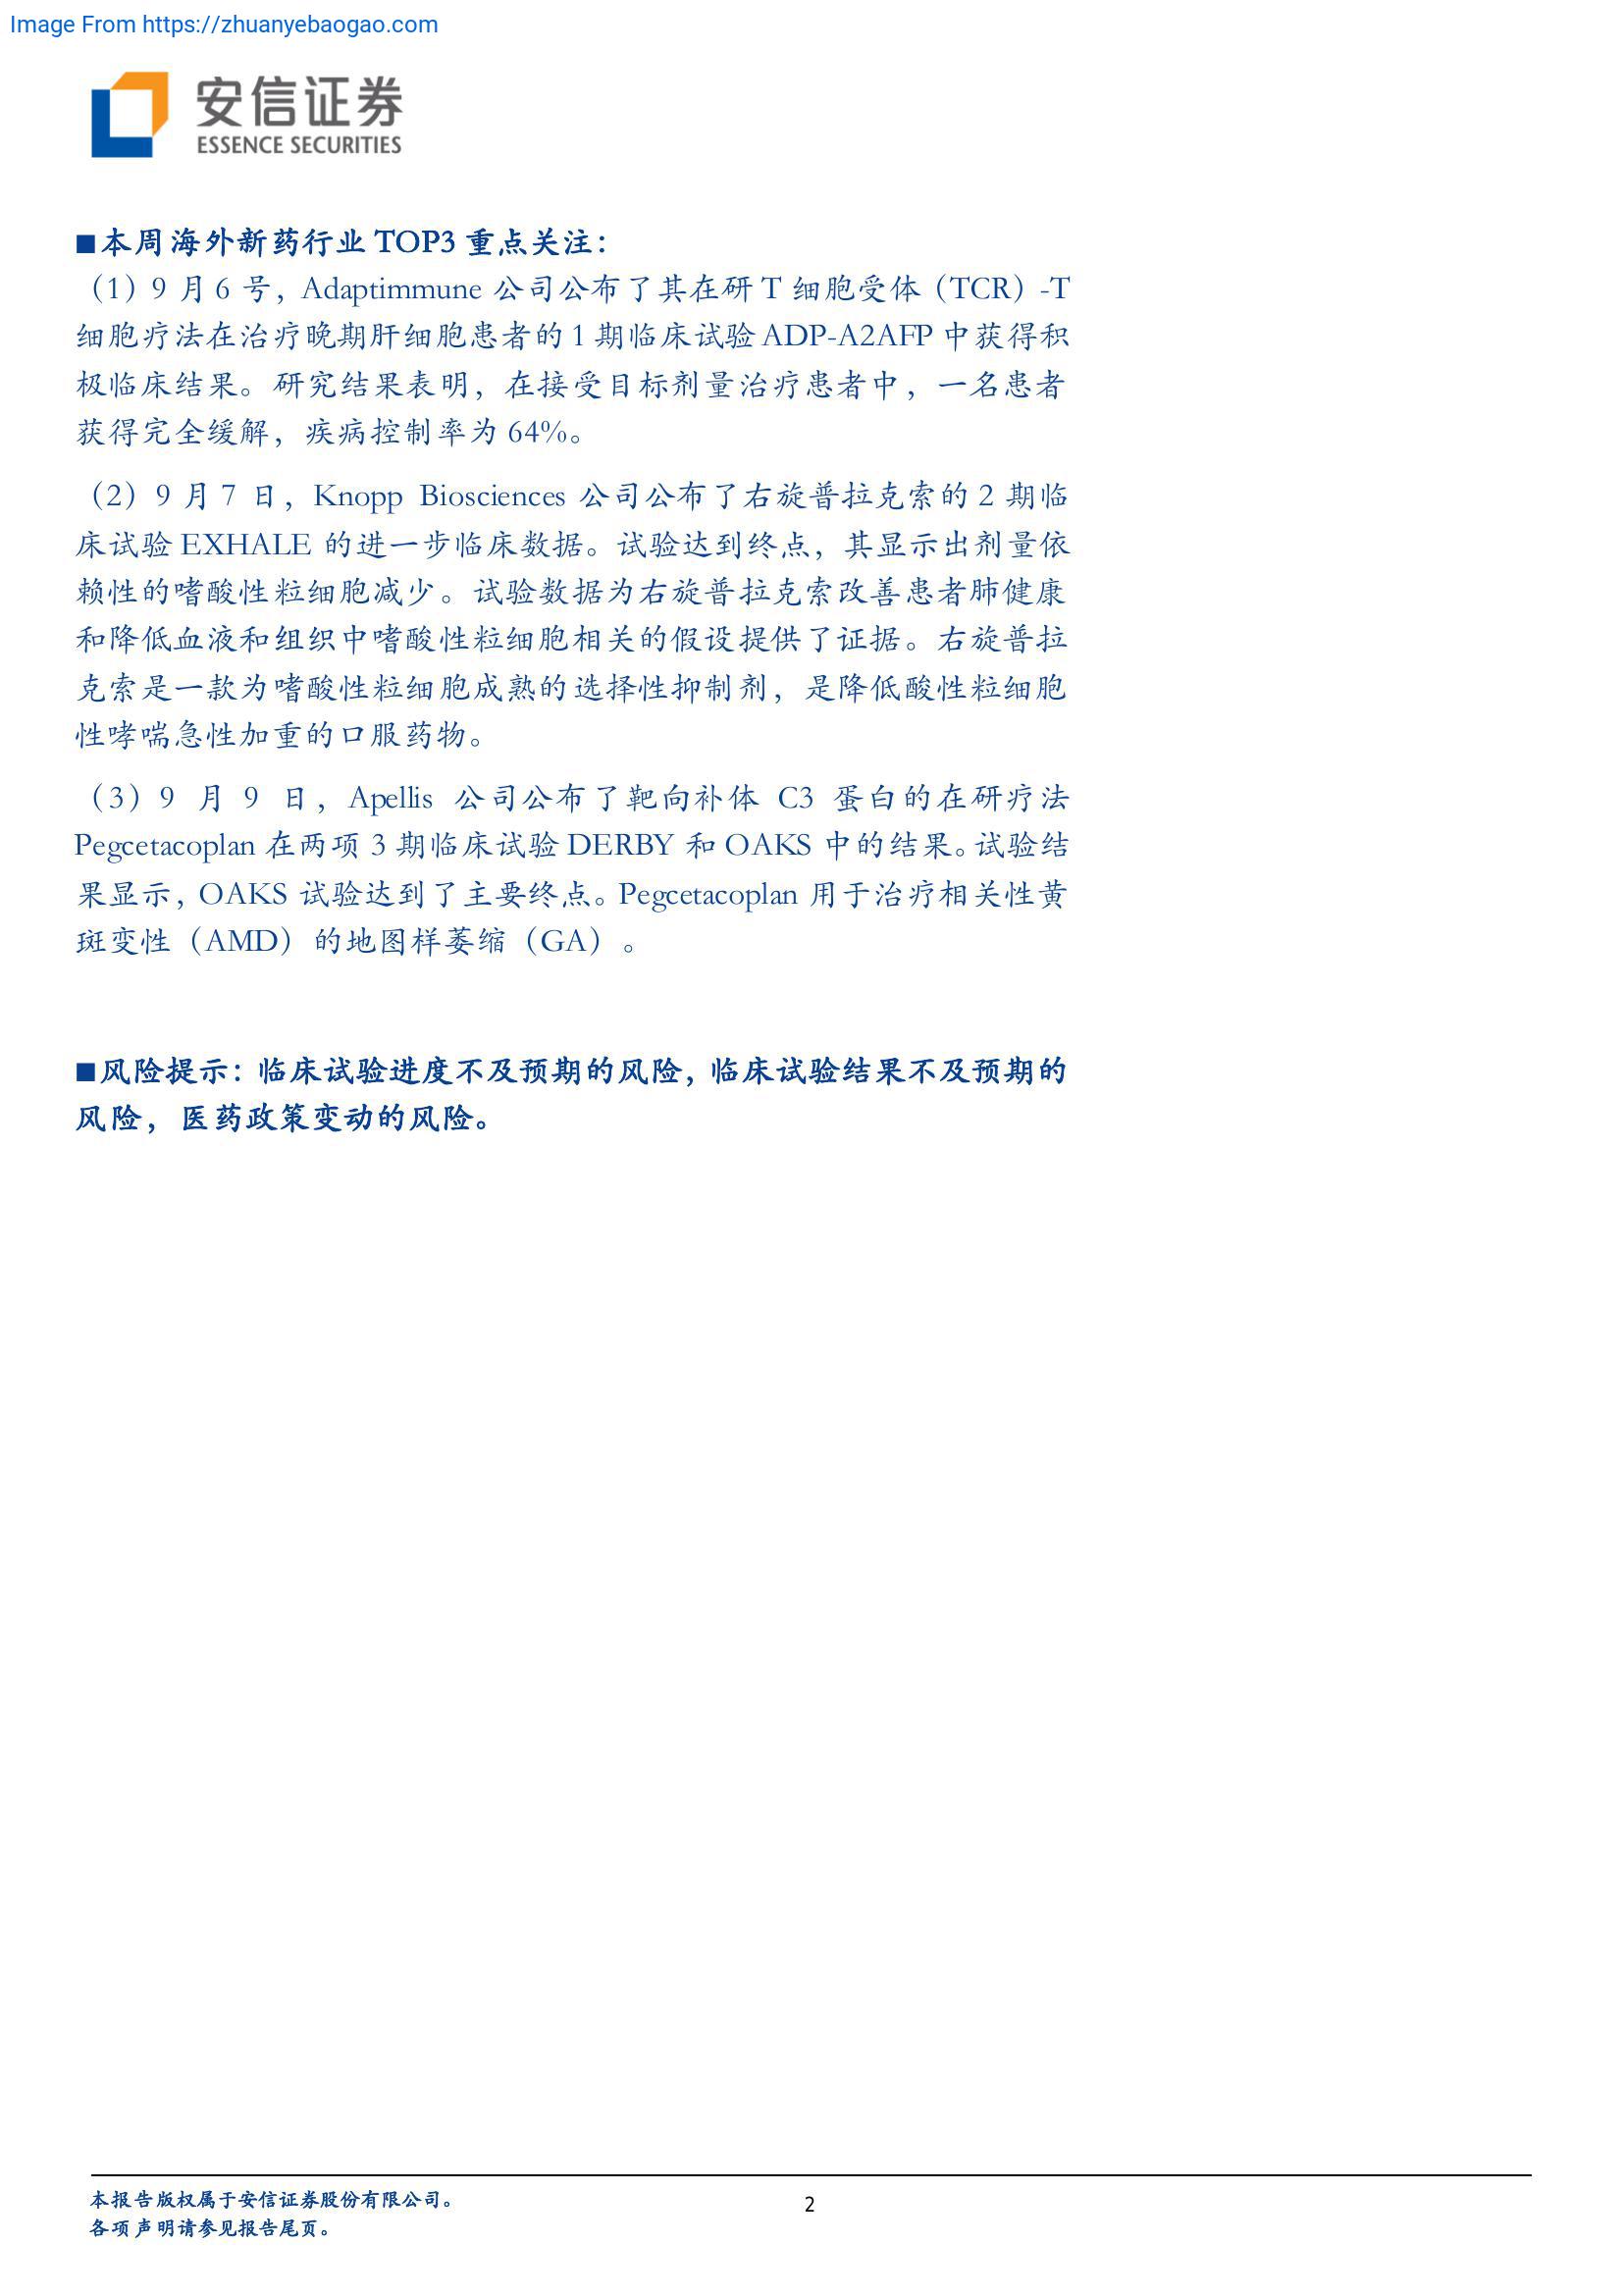 Image From https://zhuanyebaogao.com
安信证券
ESSENCE SECURITIES
■本周海外新药行业 TOP3 重点关注：
（1）9 月 6 号，Adaptimmune 公司公布了其在研 T 细胞受体（TCR）-T
细胞疗法在治疗晚期肝细胞患者的 1 期临床试验 ADP-A2AFP 中获得积
极临床结果。研究结果表明，在接受目标剂量治疗患者中，一名患者
获得完全缓解，疾病控制率为 64%。
（2）9 月 7 日，Knopp Biosciences 公司公布了右旋普拉克索的 2 期临
床试验 EXHALE 的进一步临床数据。试验达到终点，其显示出剂量依
赖性的嗜酸性粒细胞减少。试验数据为右旋普拉克索改善患者肺健康
和降低血液和组织中嗜酸性粒细胞相关的假设提供了证据。右旋普拉
克索是一款为嗜酸性粒细胞成熟的选择性抑制剂，是降低酸性粒细胞
性哮喘急性加重的口服药物。
（3）9 月 9 日，Apellis 公司公布了靶向补体 C3 蛋白的在研疗法
Pegcetacoplan 在两项 3 期临床试验 DERBY 和 OAKS 中的结果。试验结
果显示，OAKS 试验达到了主要终点。Pegcetacoplan 用于治疗相关性黄
斑变性（AMD）的地图样萎缩（GA）。
■风险提示：临床试验进度不及预期的风险，临床试验结果不及预期的
风险，医药政策变动的风险。
本报告版权属于安信证券股份有限公司。
2
各项声明请参见报告尾页。